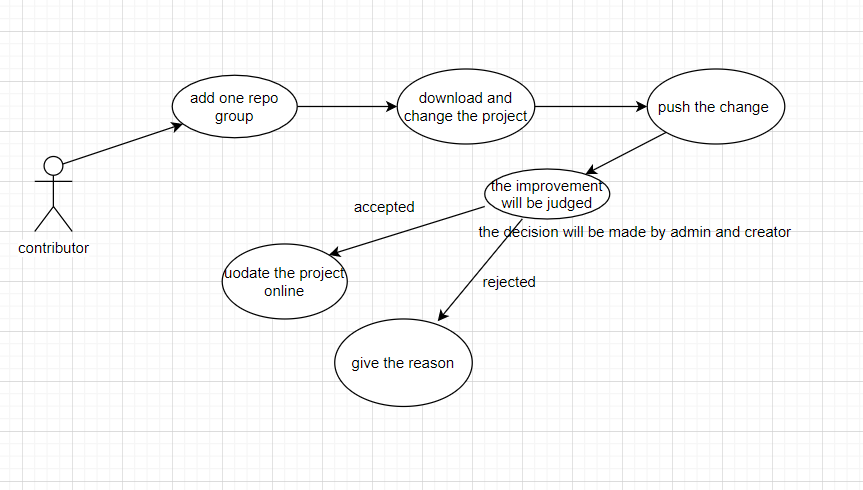 add one repo
group
download and
change the project
push the change
contributor
the improvement
will be judged
accepted
the decision will be made by admin and creator
uodate the project
online
rejected
give the reason